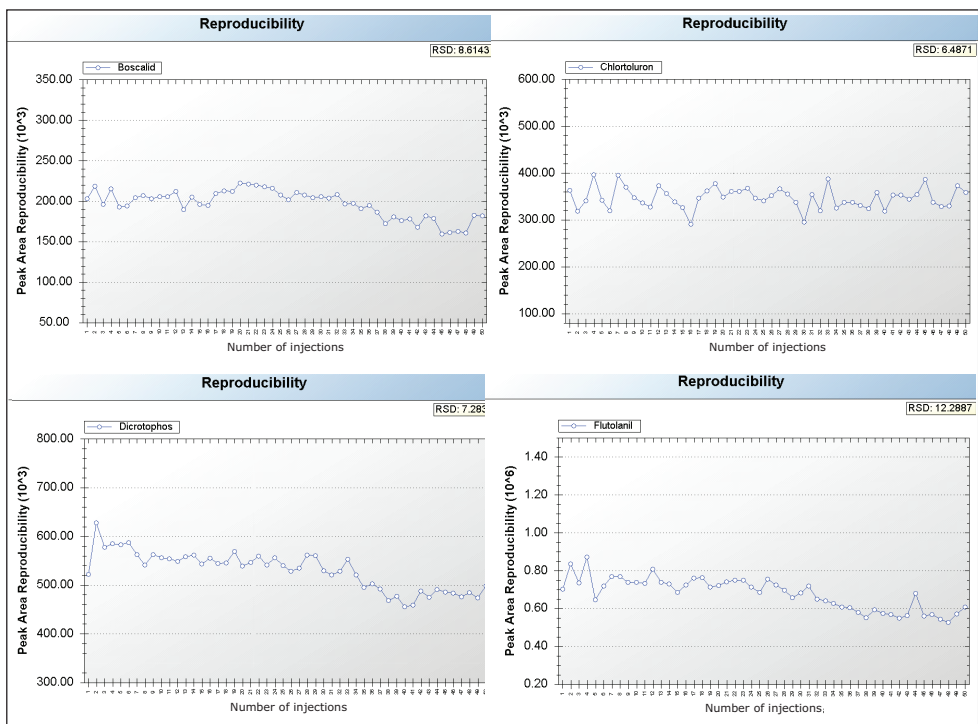 Reproducibility
RSD: 8.6143
Boscalid
Peak Area Reproducibility (10^3)
350.00
300.00
250.00
200.00
150.00
100.00
50.00
Number of injections
Reproducibility
RSD: 6.4871
Chlortoluron
Peak Area Reproducibility (10^3)
600.00
500.00
400.00
300.00
400.00
100.00
Number of injections
Reproducibility
RSD: 7.283
Dicrotophos
Peak Area Reproducibility (10^3)
800.00
700.00
600.00
500.00
400.00
300.00
Number of injections
Reproducibility
RSD: 12.2887
Flutolanil
Peak Area Reproducibility (10^6)
1.40
1.20
1.00
0.80
0.60
0.40
0.20
Number of injections;